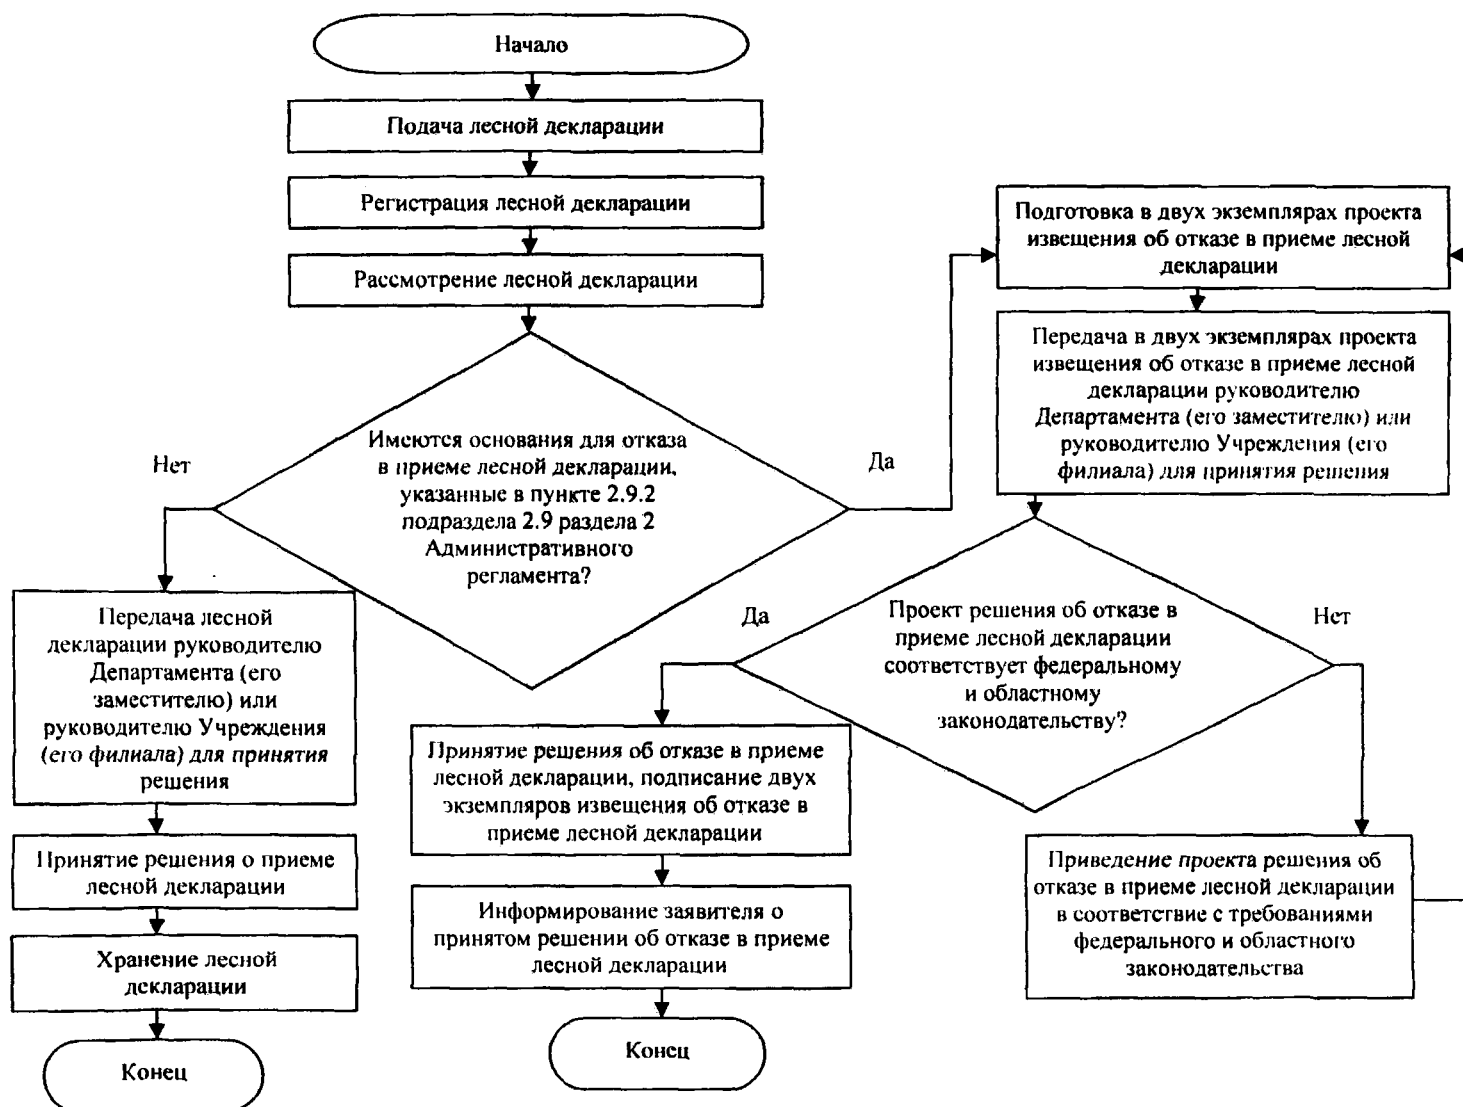 Начало
Подача лесной декларации
Регистрация лесной декларации
Рассмотрение лесной декларации
Имеются основания для отказа
в приеме лесной декларации,
указанные в пункте 2.9.2
подраздела 2.9 раздела 2
Административного
регламента?
Нет
Да
Передача лесной
декларации руководителю
Департамента (его
заместителю) или
руководителю Учреждения
(его филиала) для принятия
решения
Принятие решения о приеме
лесной декларации
Хранение лесной
декларации
Конец
Подготовка в двух экземплярах проекта
извещения об отказе в приеме лесной
декларации
Передача в двух экземплярах проекта
извещения об отказе в приеме лесной
декларации руководителю
Департамента (его заместителю) или
руководителю Учреждения (его
филиала) для принятия решения
Проект решения об отказе в
приеме лесной декларации
соответствует федеральному
и областному
законодательству?
Да
Нет
Принятие решения об отказе в приеме
лесной декларации, подписание двух
экземпляров извещения об отказе в
приеме лесной декларации
Информирование заявителя о
принятом решении об отказе в приеме
лесной декларации
Конец
Приведение проекта решения об
отказе в приеме лесной декларации
в соответствие с требованиями
федерального и областного
законодательства